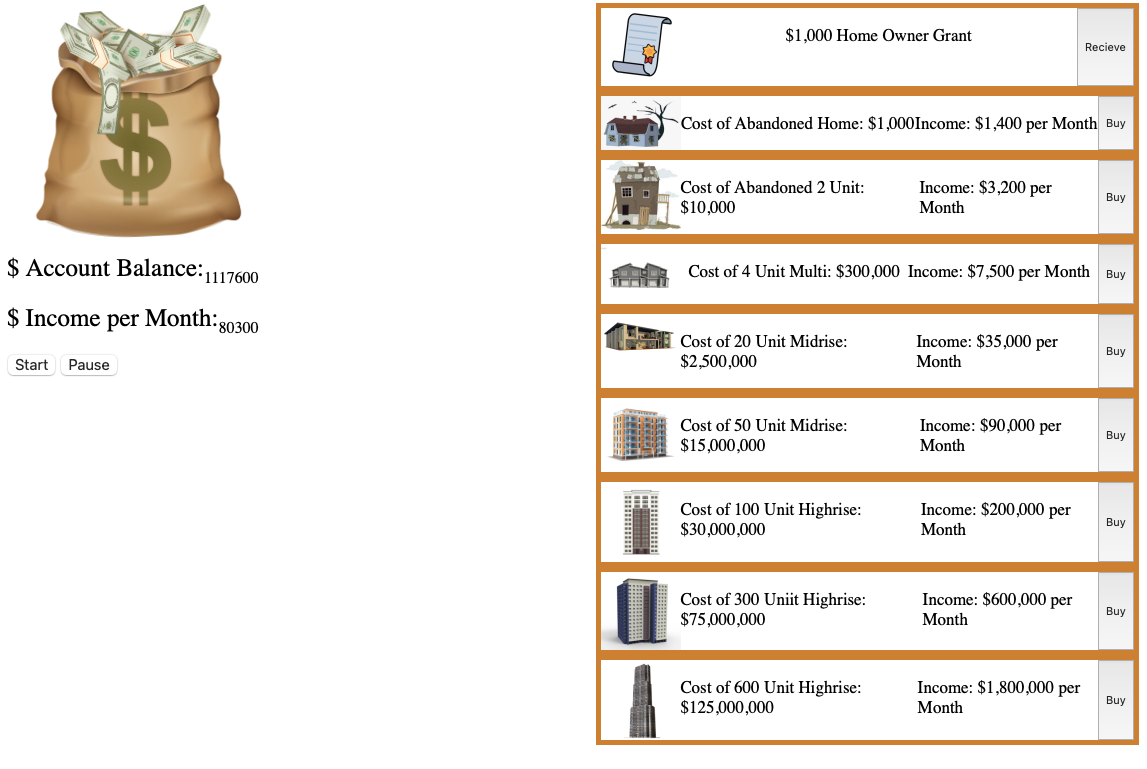 $
$ Account Balance:1117600
$ Income per Month:80300
Start Pause
$1,000 Home Owner Grant
Recieve
Cost of Abandoned Home: $1,000Income: $1,400 per Month
Buy
Cost of Abandoned 2 Unit:
$10,000
Income: $3,200 per
Month
Buy
Cost of 4 Unit Multi: $300,000 Income: $7,500 per Month
Buy
Cost of 20 Unit Midrise:
$2,500,000
Income: $35,000 per
Month
Buy
Cost of 50 Unit Midrise:
$15,000,000
Income: $90,000 per
Month
Buy
Cost of 100 Unit Highrise:
$30,000,000
Income: $200,000 per
Month
Buy
Cost of 300 Uniit Highrise:
$75,000,000
Income: $600,000 per
Month
Buy
Cost of 600 Unit Highrise:
$125,000,000
Income: $1,800,000 per
Month
Buy